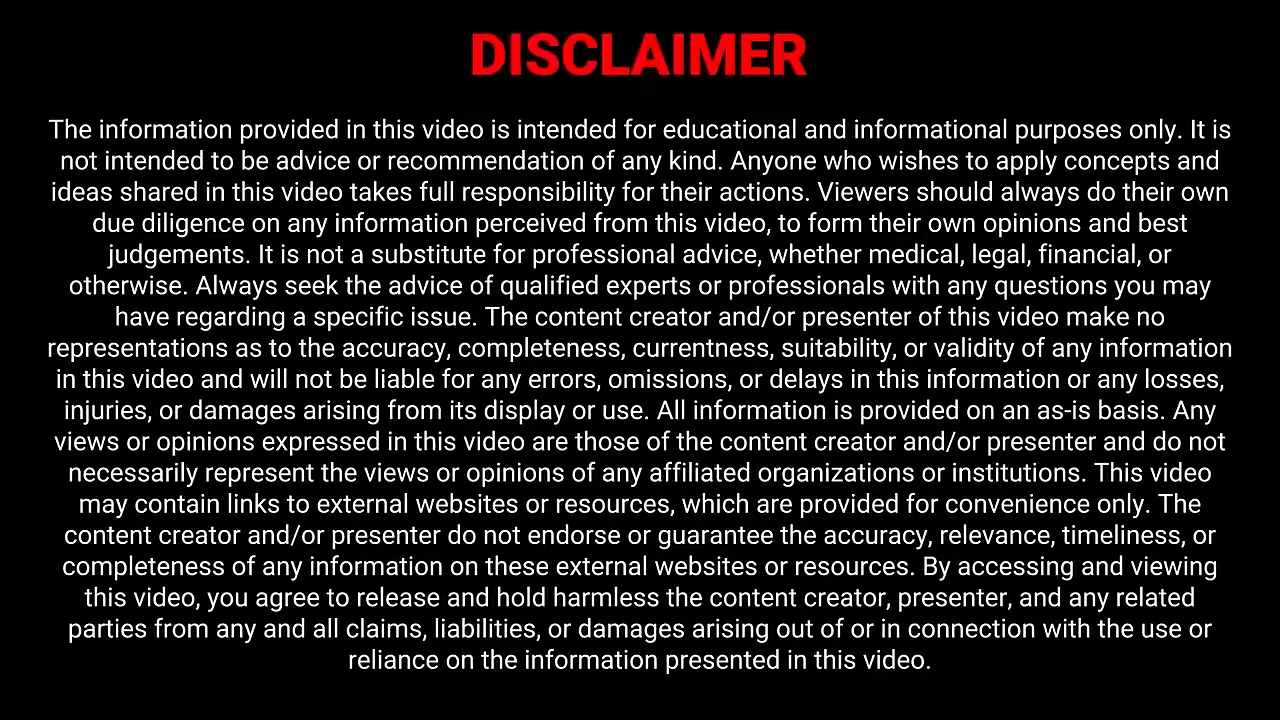 DISCLAIMER
The information provided in this video is intended for educational and informational purposes only. It is
not intended to be advice or recommendation of any kind. Anyone who wishes to apply concepts and
ideas shared in this video takes full responsibility for their actions. Viewers should always do their own
due diligence on any information perceived from this video, to form their own opinions and best
judgements. It is not a substitute for professional advice, whether medical, legal, financial, or
otherwise. Always seek the advice of qualified experts or professionals with any questions you may
have regarding a specific issue. The content creator and/or presenter of this video make no
representations as to the accuracy, completeness, currentness, suitability, or validity of any information
in this video and will not be liable for any errors, omissions, or delays in this information or any losses,
injuries, or damages arising from its display or use. All information is provided on an as-is basis. Any
views or opinions expressed in this video are those of the content creator and/or presenter and do not
necessarily represent the views or opinions of any affiliated organizations or institutions. This video
may contain links to external websites or resources, which are provided for convenience only. The
content creator and/or presenter do not endorse or guarantee the accuracy, relevance, timeliness, or
completeness of any information on these external websites or resources. By accessing and viewing
this video, you agree to release and hold harmless the content creator, presenter, and any related
parties from any and all claims, liabilities, or damages arising out of or in connection with the use or
reliance on the information presented in this video.